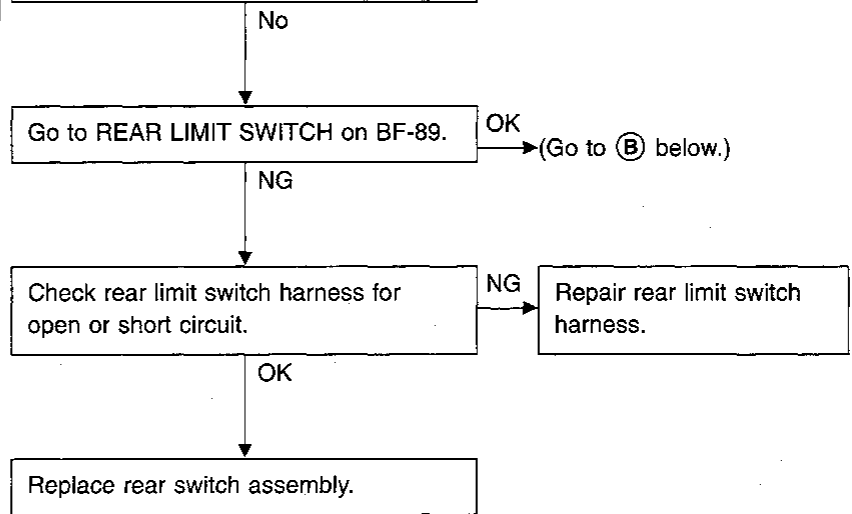 No
Go to REAR LIMIT SWITCH on BF-89.
OK
(Go to Ⓑ below.)
NG
Check rear limit switch harness for
open or short circuit.
NG
Repair rear limit switch
harness.
OK
Replace rear switch assembly.